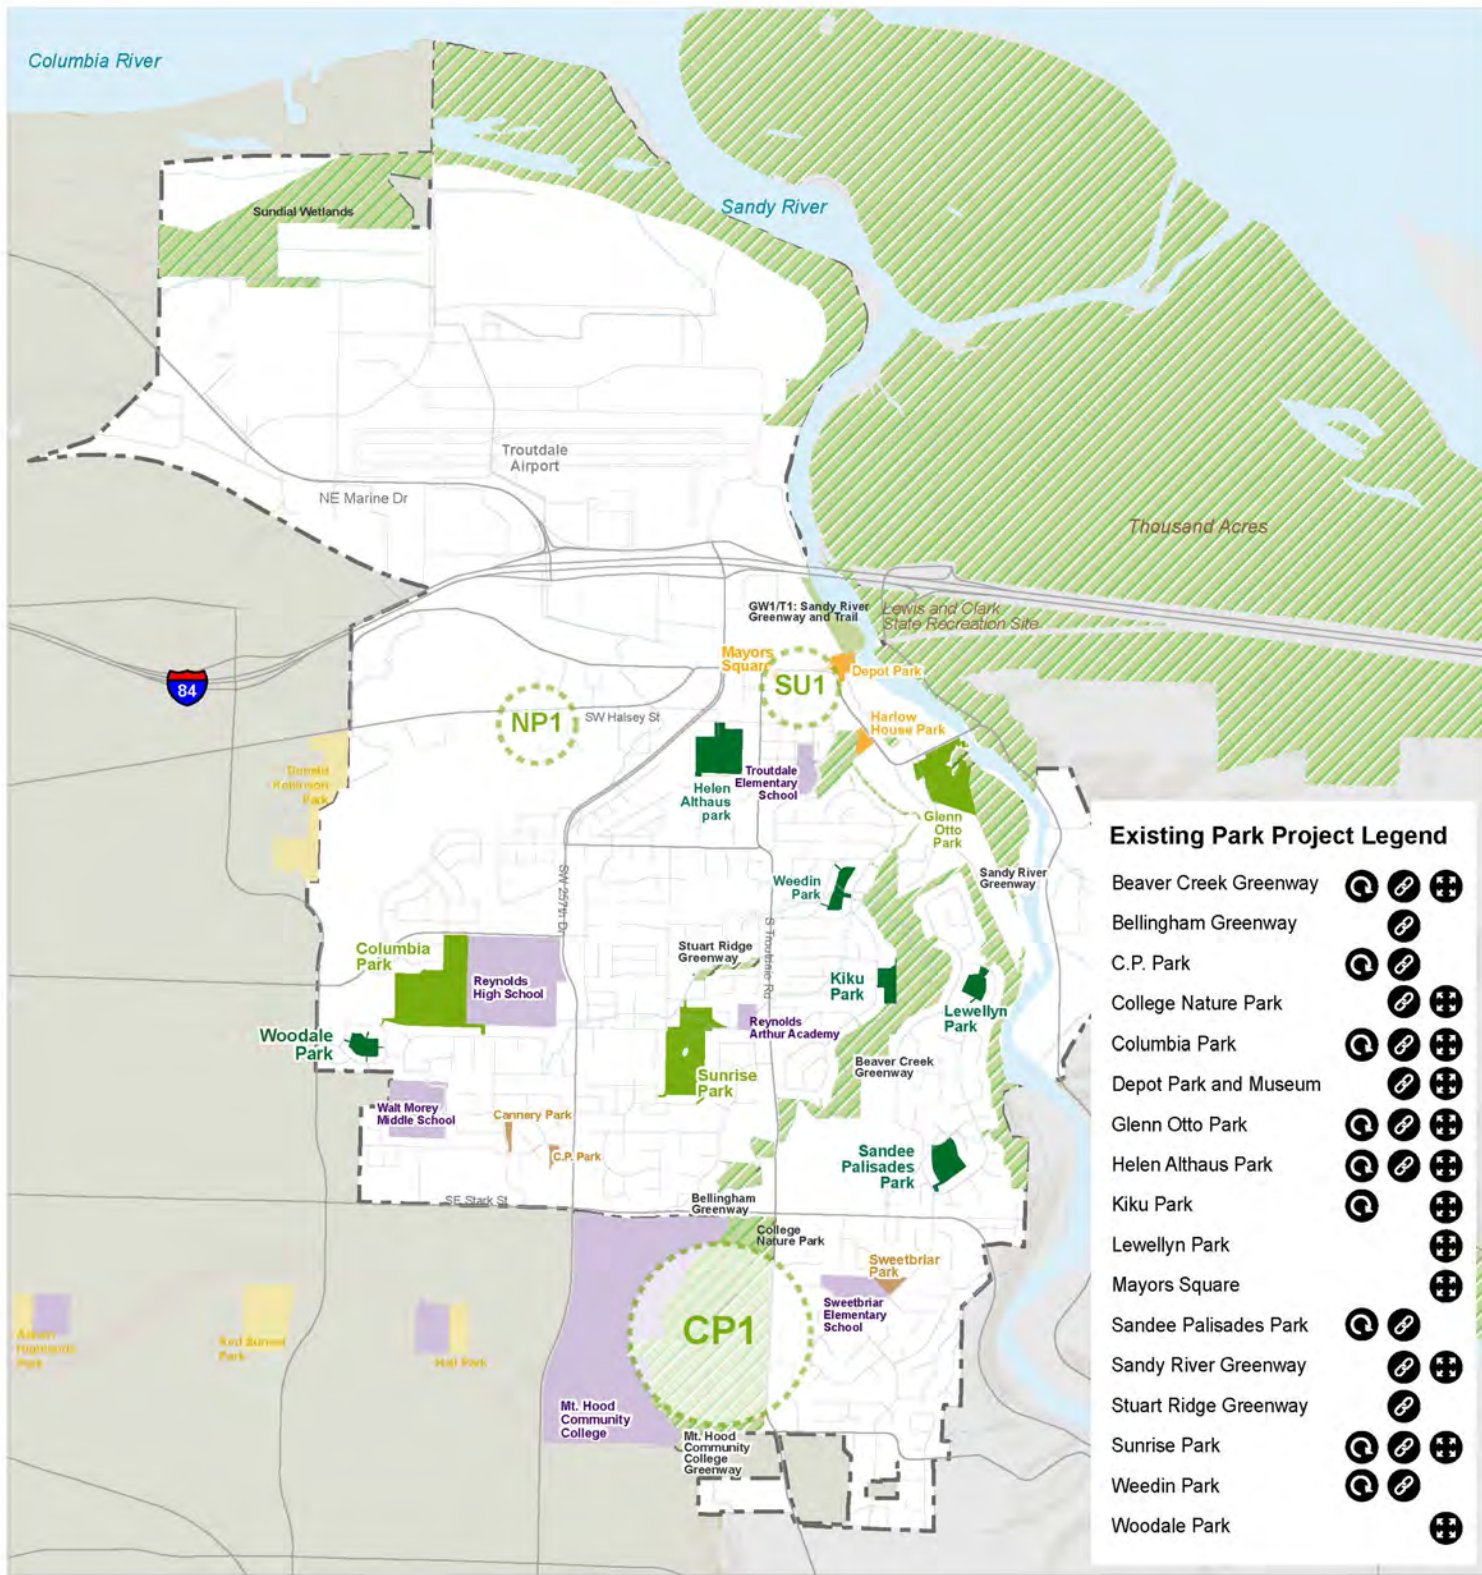 Columbia River
Sandy River
Sundial Wetlands
Troutdale
Airport
NE Marine Dr
Thousand Acres
GW1/T1: Sandy River
Greenway and Trail
Lewis and Clark
State Recreation Site
Mayors
Square
Depot Park
84
SU1
NP1
SW Halsey St
Harlow
House Park
Donald
Robinson
Park
Troutdale
Elementary
School
Helen
Althaus
park
Glenn
Otto
Park
Sandy River
Greenway
Weedin
Park
SW 257th Dr
S Troutdale Rd
Stuart Ridge
Greenway
Columbia
Park
Reynolds
High School
Kiku
Park
Lewellyn
Park
Reynolds
Arthur Academy
Woodale
Park
Beaver Creek
Greenway
Sunrise
Park
Walt Morey
Middle School
Cannery Park
C.P. Park
Sandee
Palisades
Park
SE Stark St
Bellingham
Greenway
College
Nature Park
Sweetbriar
Park
Sweetbriar
Elementary
School
CP1
Highlands
Park
Red Sunset
Park
Hall Park
Mt. Hood
Community
College
Mt. Hood
Community
College
Greenway
Existing Park Project Legend
Beaver Creek Greenway
Bellingham Greenway
C.P. Park
College Nature Park
Columbia Park
Depot Park and Museum
Glenn Otto Park
Helen Althaus Park
Kiku Park
Lewellyn Park
Mayors Square
Sandee Palisades Park
Sandy River Greenway
Stuart Ridge Greenway
Sunrise Park
Weedin Park
Woodale Park